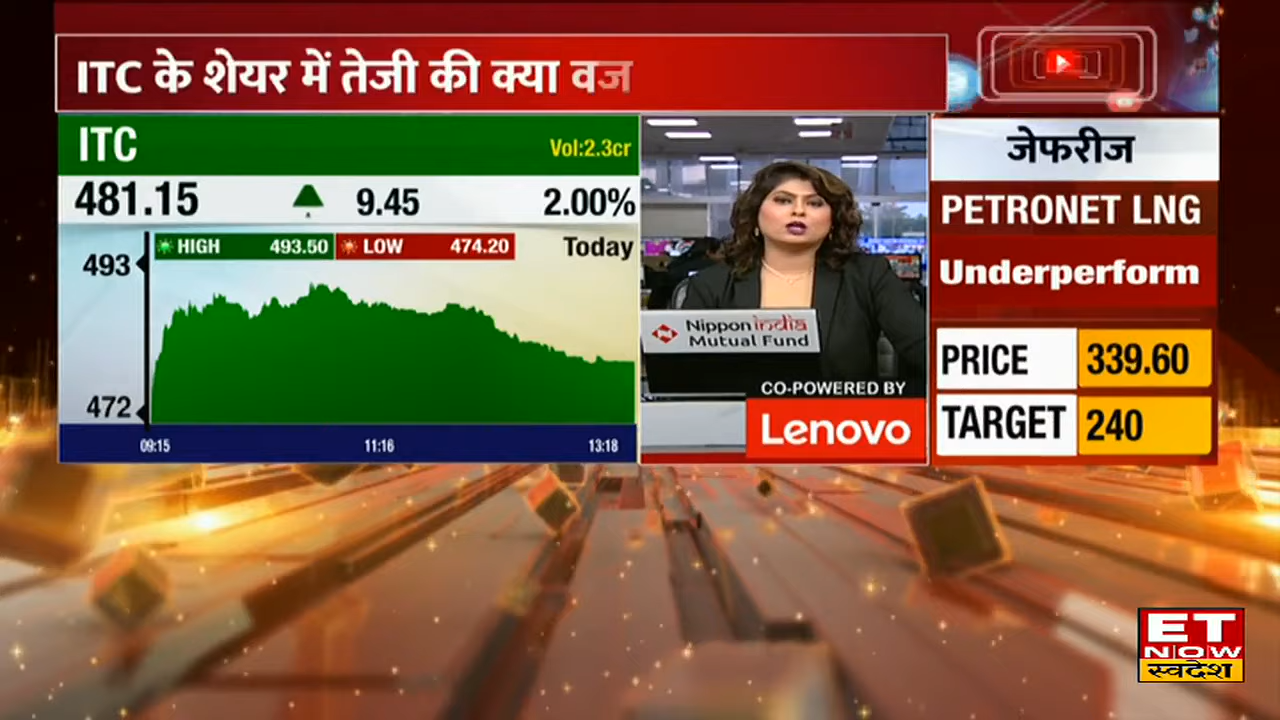 ITC के शेयर में तेजी की क्या वज
ITC
Vol:2.3cr
481.15 9.45 2.00%
HIGH 493.50 LOW 474.20 Today
493
472
09:15 11:16 13:18
Nippon india
Mutual Fund
CO-POWERED BY
Lenovo
जेफरीज
PETRONET LNG
Underperform
PRICE 339.60
TARGET 240
ET
NOW
स्वदेश